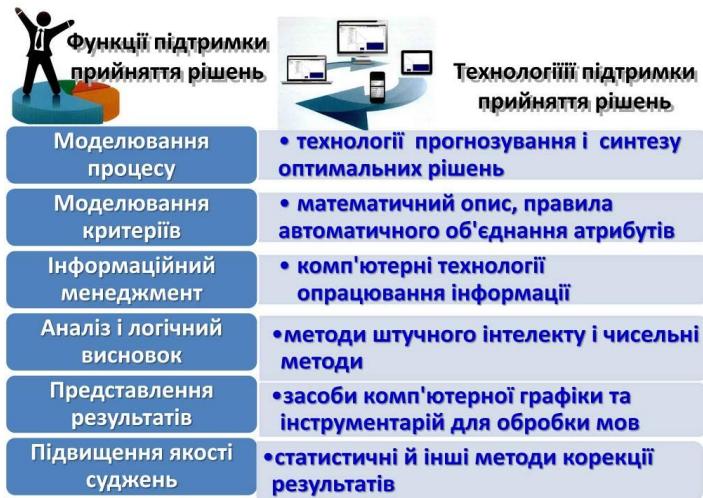 Функції підтримки
прийняття рішень
Технологіїїї підтримки
прийняття рішень
Моделювання
процесу
• технології прогнозування і синтезу
оптимальних рішень
Моделювання
критеріїв
• математичний опис, правила
автоматичного об'єднання атрибутів
Інформаційний
менеджмент
• комп'ютерні технології
опрацювання інформації
Аналіз і логічний
висновок
•методи штучного інтелекту і чисельні
методи
Представлення
результатів
•засоби комп'ютерної графіки та
інструментарій для обробки мов
Підвищення якості
суджень
•статистичні й інші методи корекції
результатів